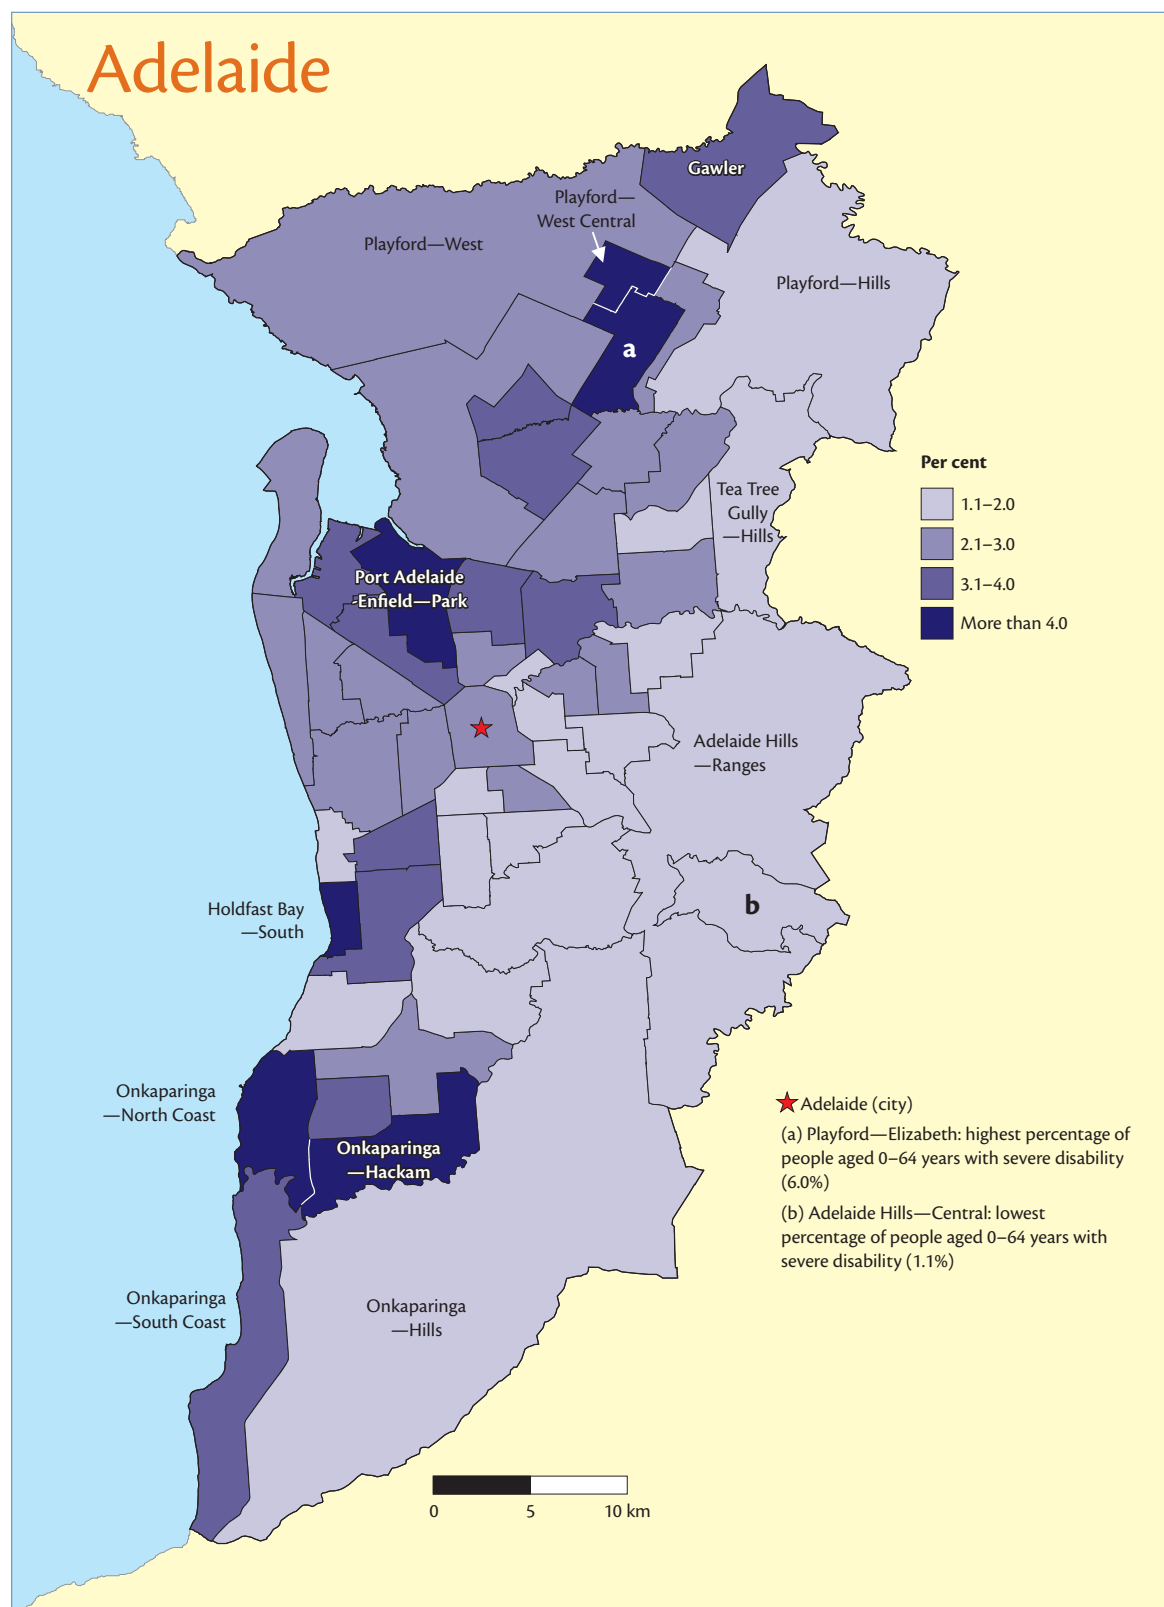 Adelaide
Gawler
Playford—
West Central
Playford—West
Playford—Hills
a
Per cent
1.1–2.0
2.1–3.0
3.1–4.0
More than 4.0
Tea Tree
Gully
—Hills
Port Adelaide
-Enfield—Park
Adelaide Hills
—Ranges
b
Holdfast Bay
—South
Onkaparinga
—North Coast
Onkaparinga
—Hackam
Adelaide (city)
(a) Playford—Elizabeth: highest percentage of
people aged 0–64 years with severe disability
(6.0%)
(b) Adelaide Hills—Central: lowest
percentage of people aged 0–64 years with
severe disability (1.1%)
Onkaparinga
—South Coast
Onkaparinga
—Hills
0 5 10 km